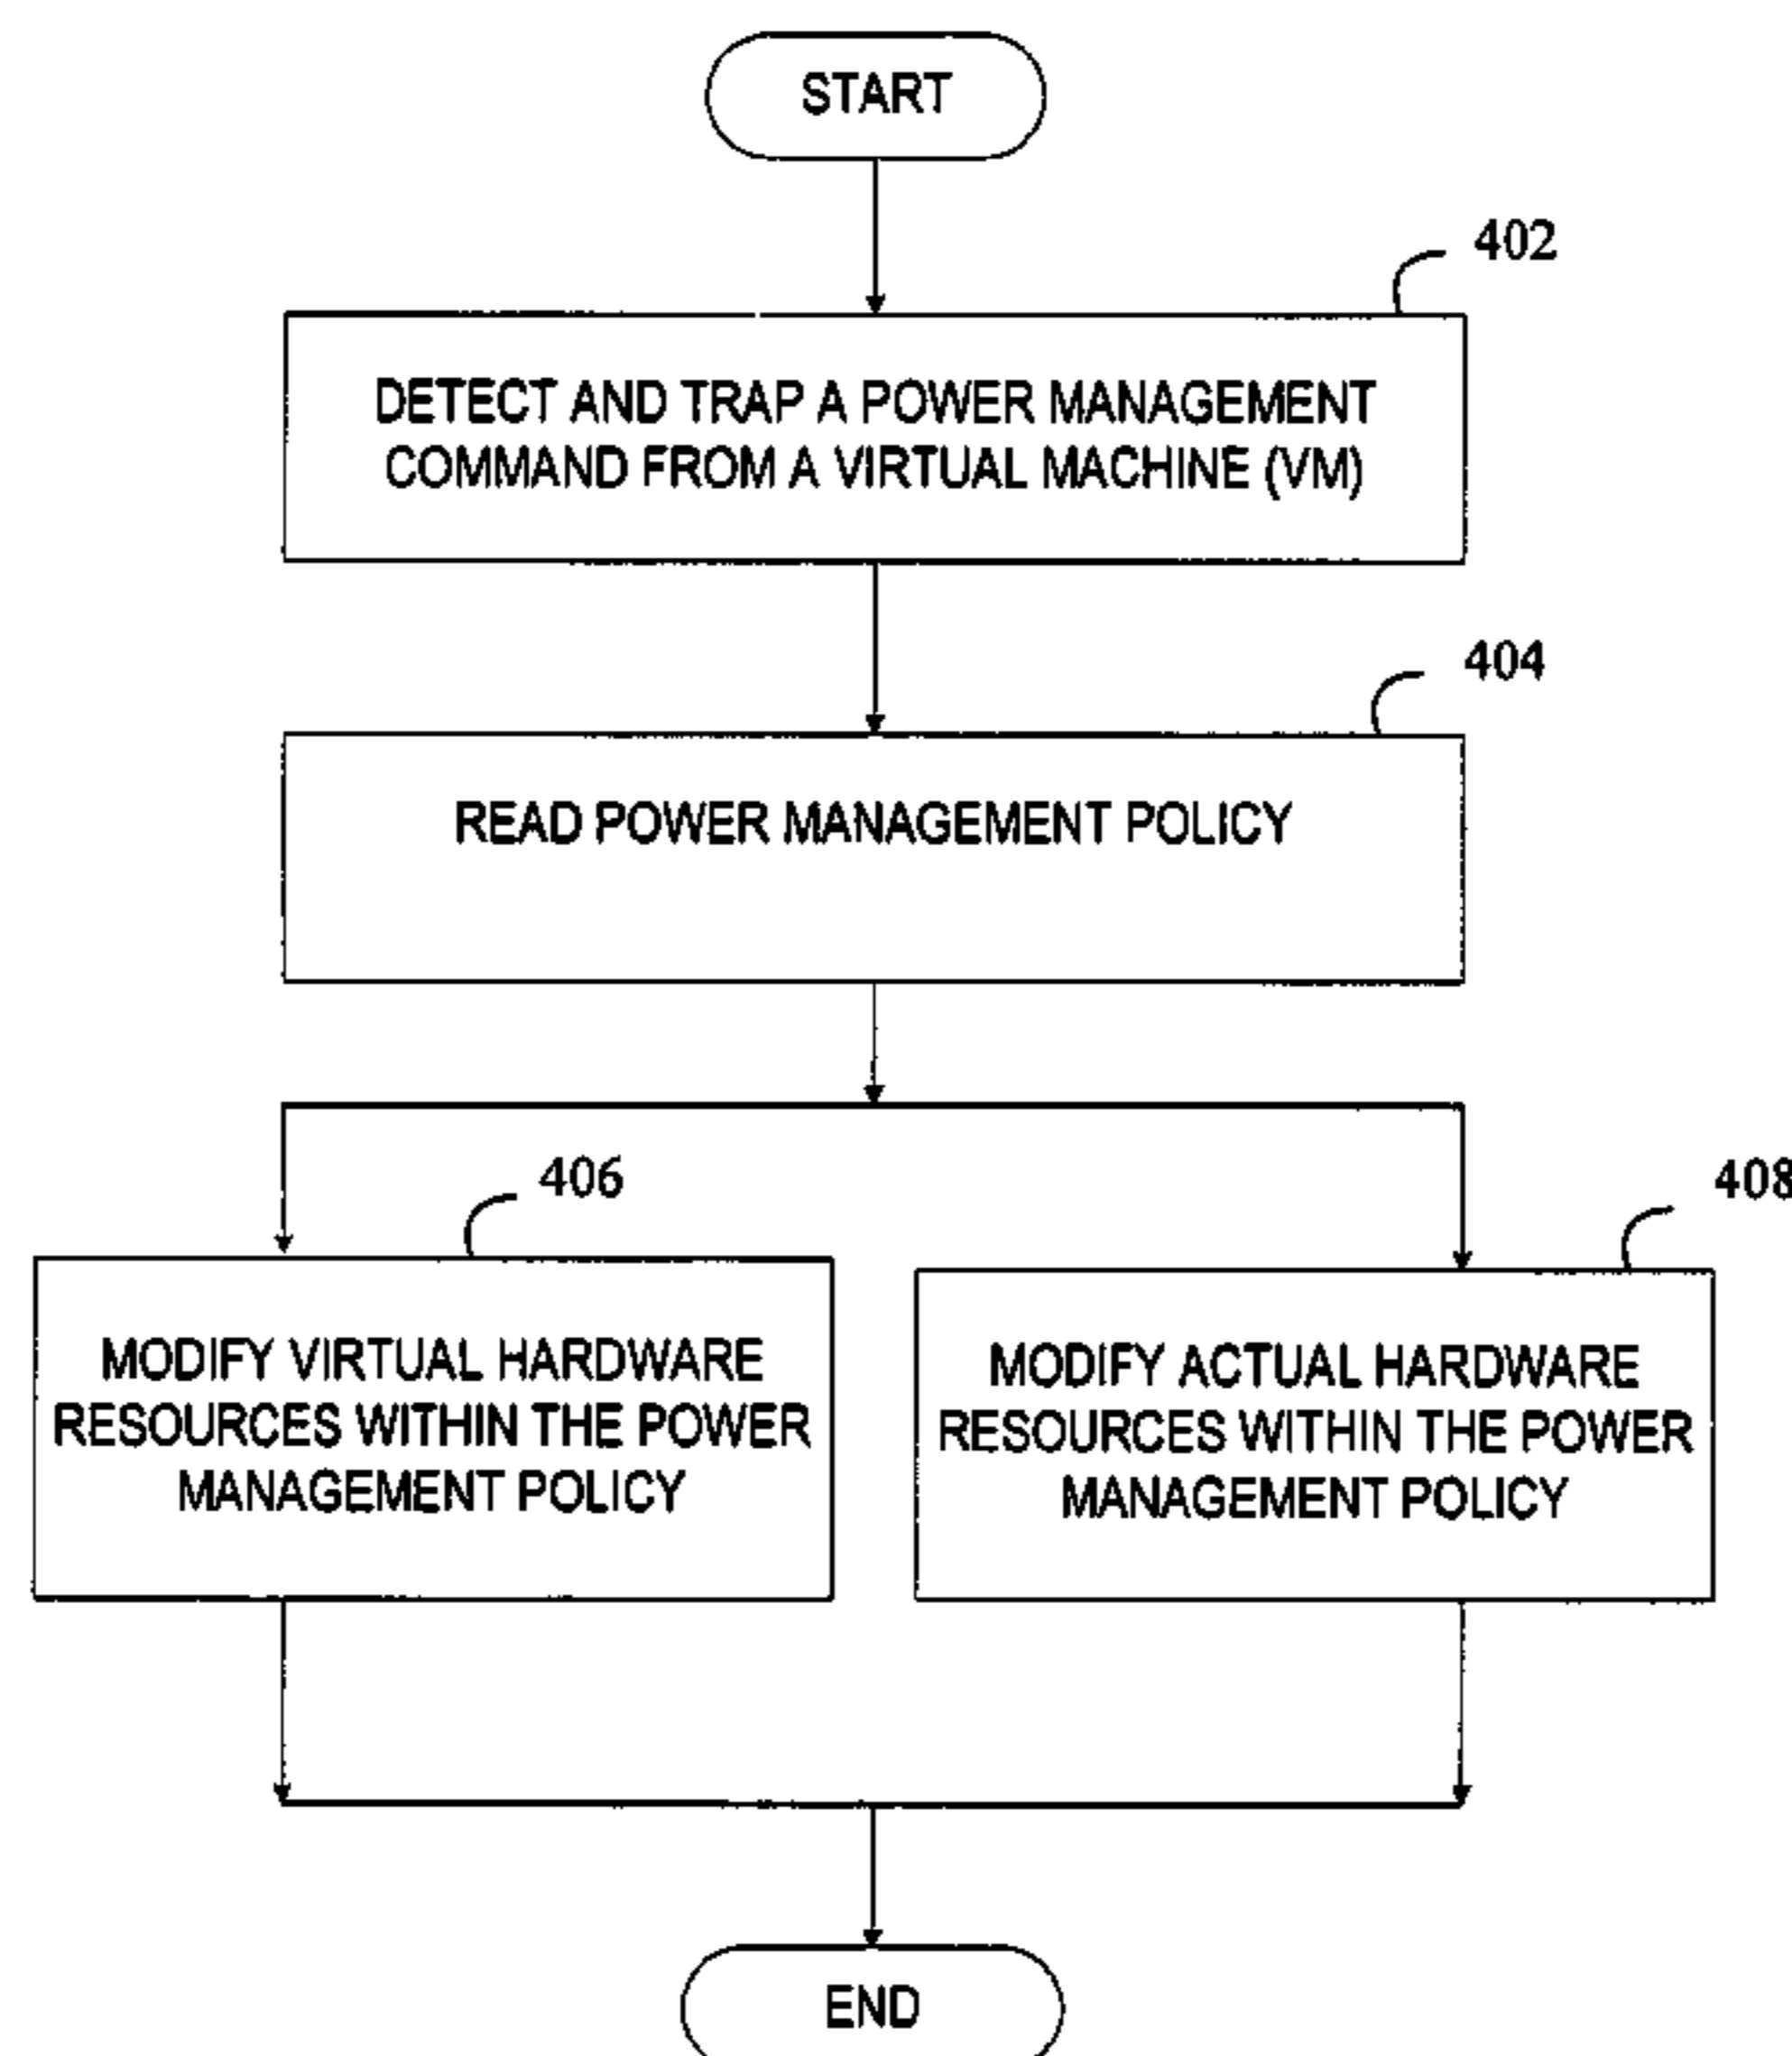 START
402
DETECT AND TRAP A POWER MANAGEMENT
COMMAND FROM A VIRTUAL MACHINE (VM)
404
READ POWER MANAGEMENT POLICY
406
408
MODIFY VIRTUAL HARDWARE
RESOURCES WITHIN THE POWER
MANAGEMENT POLICY
MODIFY ACTUAL HARDWARE
RESOURCES WITHIN THE POWER
MANAGEMENT POLICY
END